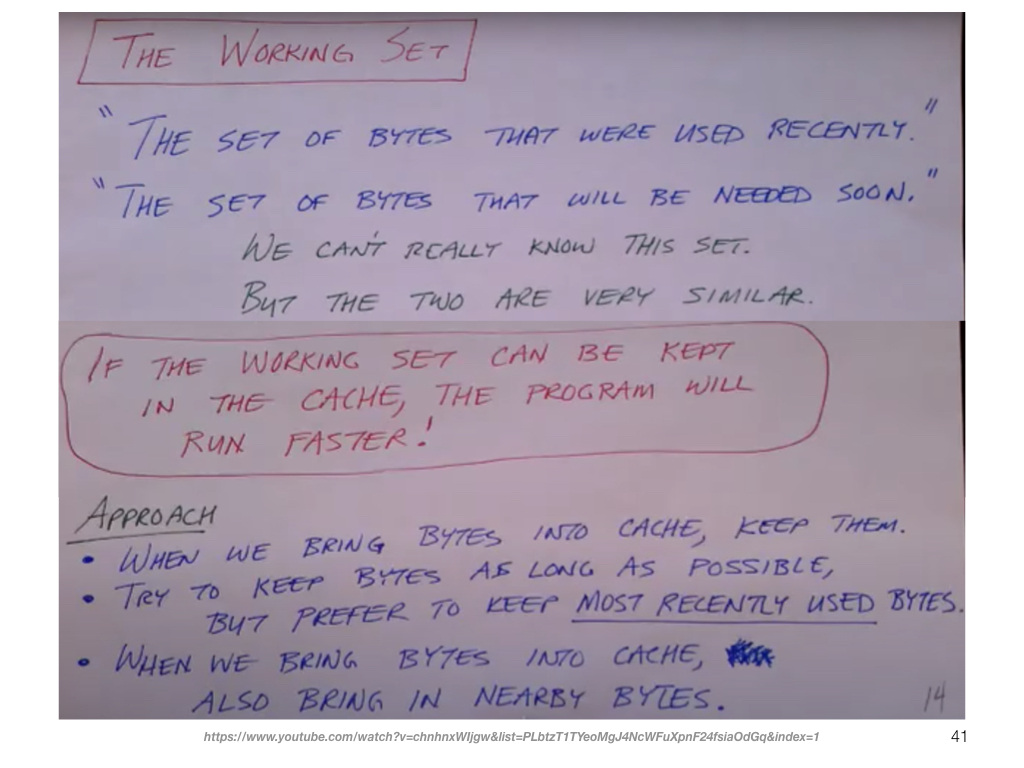 THE WORKING SET
"THE SET OF BYTES THAT WERE USED RECENTLY."
"THE SET OF BYTES THAT WILL BE NEEDED SOON."
WE CAN'T REALLY KNOW THIS SET.
BUT THE TWO ARE VERY SIMILAR.
IF THE WORKING SET CAN BE KEPT
IN THE CACHE, THE PROGRAM WILL
RUN FASTER!
APPROACH
• WHEN WE BRING BYTES INTO CACHE, KEEP THEM.
• TRY TO KEEP BYTES AS LONG AS POSSIBLE,
BUT PREFER TO KEEP MOST RECENTLY USED BYTES.
• WHEN WE BRING BYTES INTO CACHE,
ALSO BRING IN NEARBY BYTES.
14
https://www.youtube.com/watch?v=chnhnxWIjgw&list=PLbtzT1TYeoMgJ4NcWFuXpnF24fsiaOdGq&index=1
41